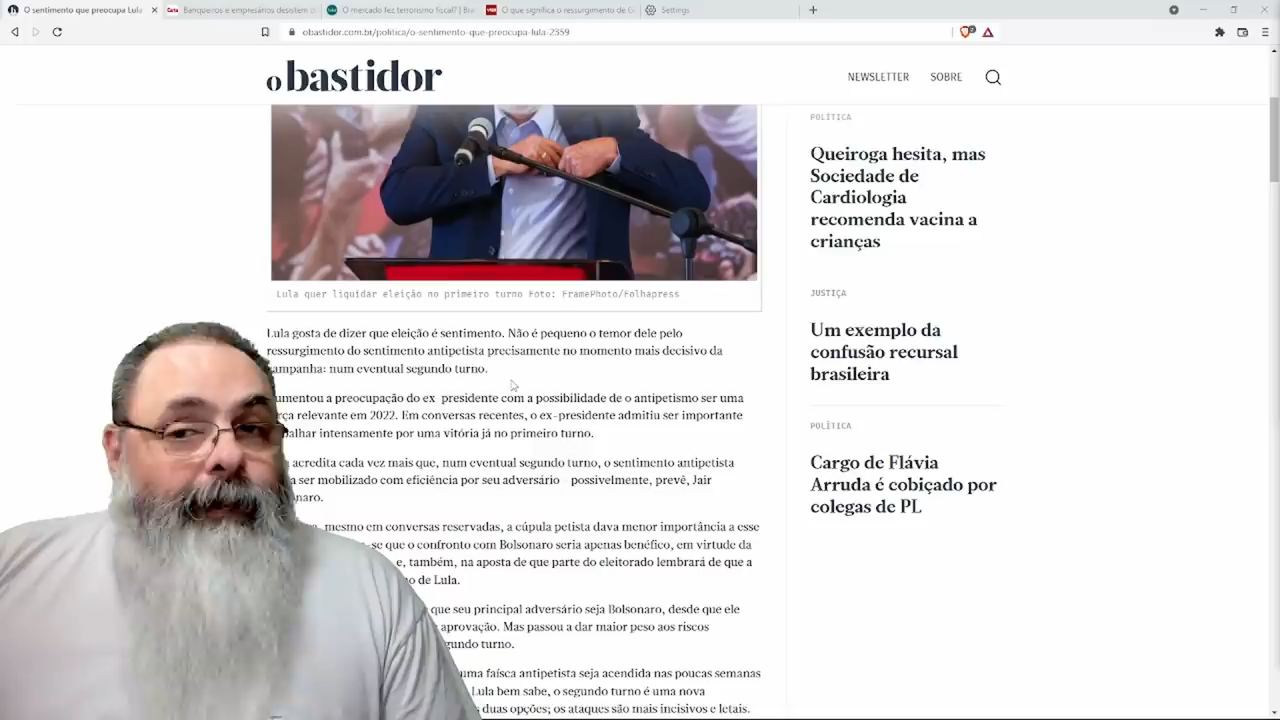 O sentimento que preocupa Lula
Banqueiros e empresários desistem d
O mercado fez terrorismo fiscal? | Bra
O que significa o ressurgimento de
Settings
obastidor.com.br/politica/o-sentimento-que-preocupa-lula-2359
o bastidor
NEWSLETTER
SOBRE
Lula quer liquidar eleição no primeiro turno Foto: FramePhoto/Folhapress
Lula gosta de dizer que eleição é sentimento. Não é pequeno o temor dele pelo
ressurgimento do sentimento antipetista precisamente no momento mais decisivo da
ampanha: num eventual segundo turno.
umentou a preocupação do ex presidente com a possibilidade de o antipetismo ser uma
rça relevante em 2022. Em conversas recentes, o ex-presidente admitiu ser importante
balhar intensamente por uma vitória já no primeiro turno.
acredita cada vez mais que, num eventual segundo turno, o sentimento antipetista
a ser mobilizado com eficiência por seu adversário possivelmente, prevê, Jair
naro.
, mesmo em conversas reservadas, a cúpula petista dava menor importância a esse
-se que o confronto com Bolsonaro seria apenas benéfico, em virtude da
e, também, na aposta de que parte do eleitorado lembrará de que a
o de Lula.
que seu principal adversário seja Bolsonaro, desde que ele
aprovação. Mas passou a dar maior peso aos riscos
gundo turno.
uma faísca antipetista seja acendida nas poucas semanas
Lula bem sabe, o segundo turno é uma nova
s duas opções; os ataques são mais incisivos e letais.
POLÍTICA
Queiroga hesita, mas
Sociedade de
Cardiologia
recomenda vacina a
crianças
JUSTIÇA
Um exemplo da
confusão recursal
brasileira
POLÍTICA
Cargo de Flávia
Arruda é cobiçado por
colegas de PL